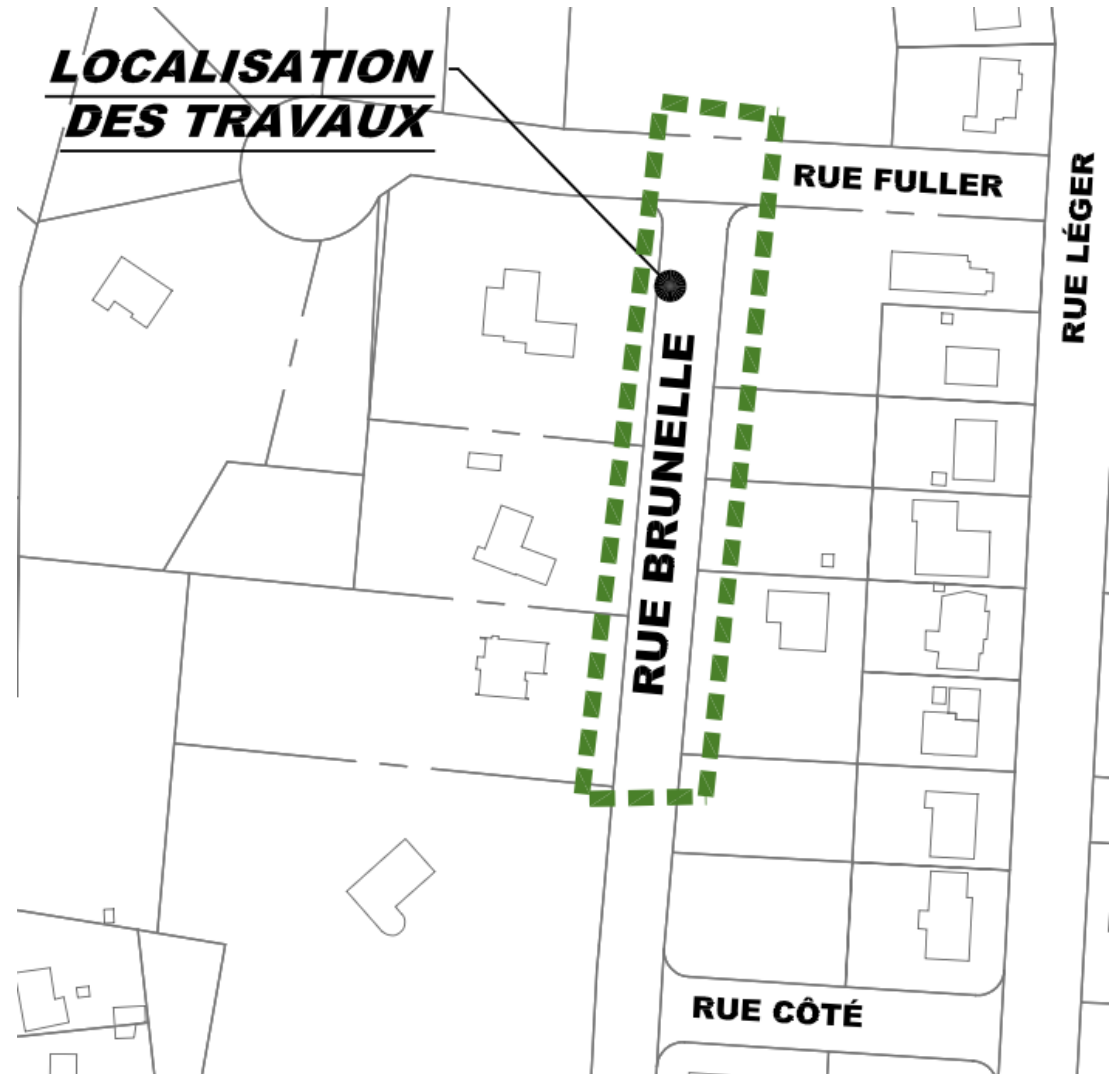 LOCALISATION
DES TRAVAUX
RUE FULLER
RUE LÉGER
RUE BRUNELLE
RUE CÔTÉ